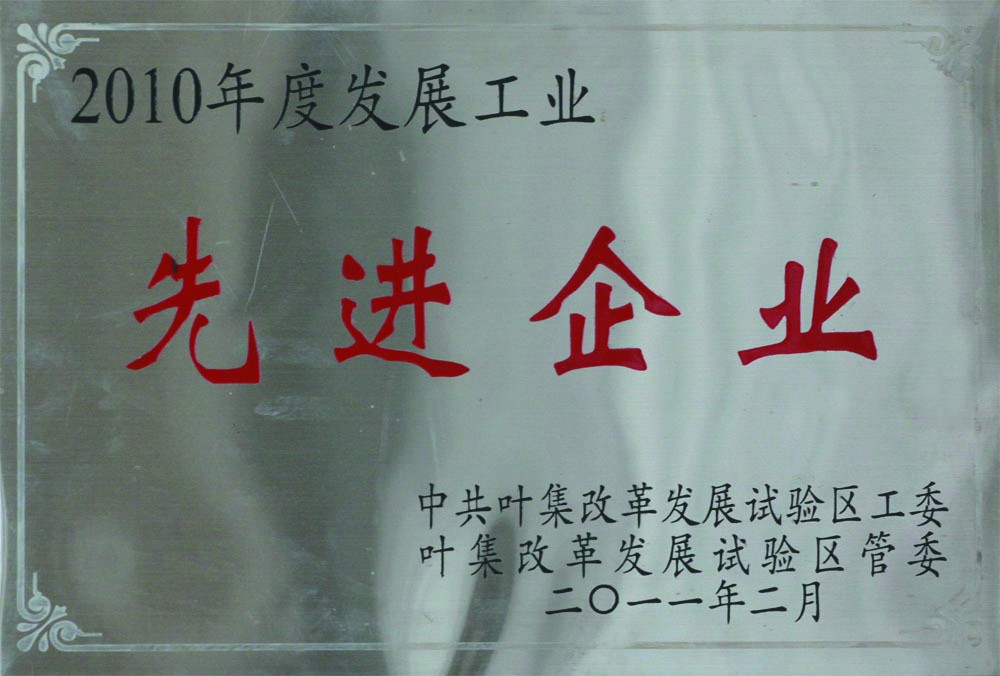 2010年度发展工业
先进企业
中共叶集改革发展试验区工委
叶集改革发展试验区管委
二〇一一年二月